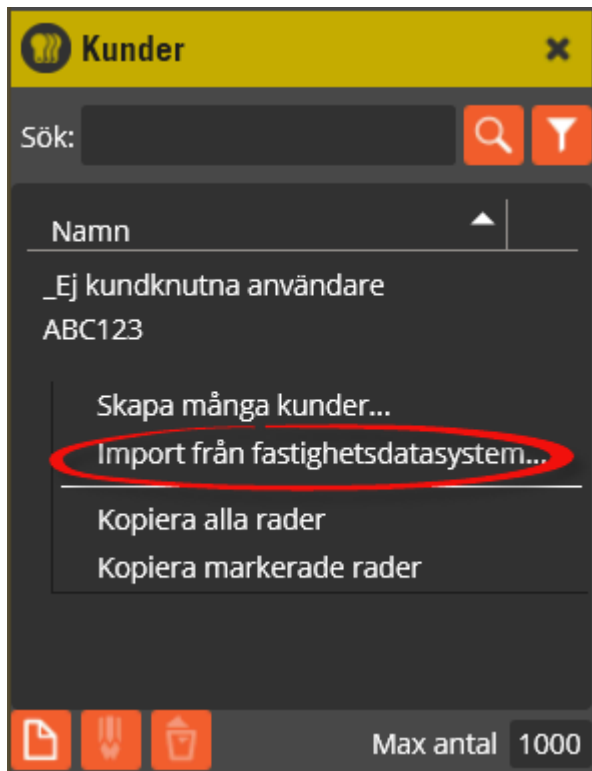 Kunder
Sök:
Namn
_Ej kundknutna användare
ABC123
Skapa många kunder...
Import från fastighetsdatasystem...
Kopiera alla rader
Kopiera markerade rader
Max antal 1000